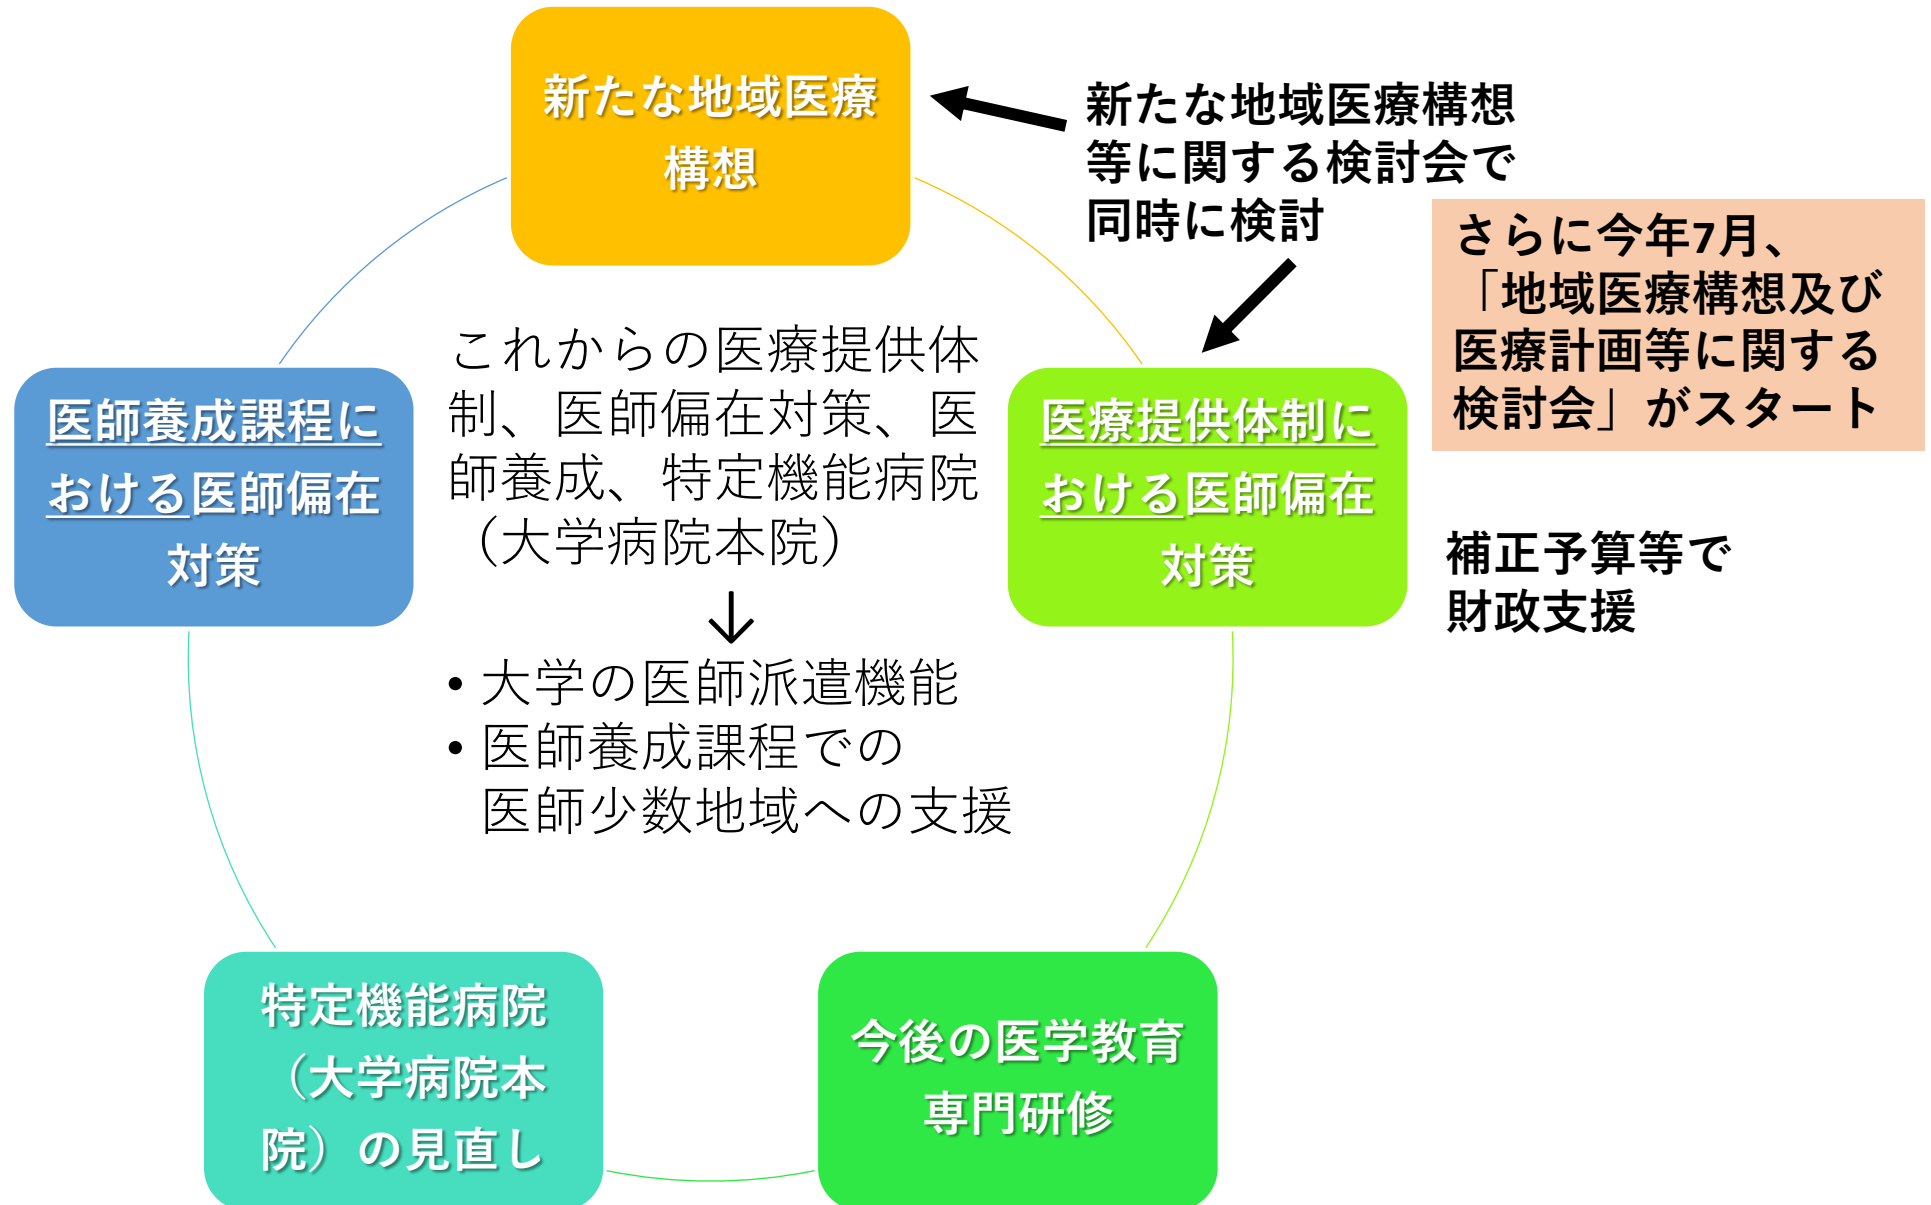 新たな地域医療
構想
新たな地域医療構想
等に関する検討会で
同時に検討
さらに今年7月、
「地域医療構想及び
医療計画等に関する
検討会」がスタート
医師養成課程に
おける医師偏在
対策
これからの医療提供体
制、医師偏在対策、医
師養成、特定機能病院
（大学病院本院）
↓
• 大学の医師派遣機能
• 医師養成課程での
医師少数地域への支援
医療提供体制に
おける医師偏在
対策
補正予算等で
財政支援
特定機能病院
（大学病院本
院）の見直し
今後の医学教育
専門研修